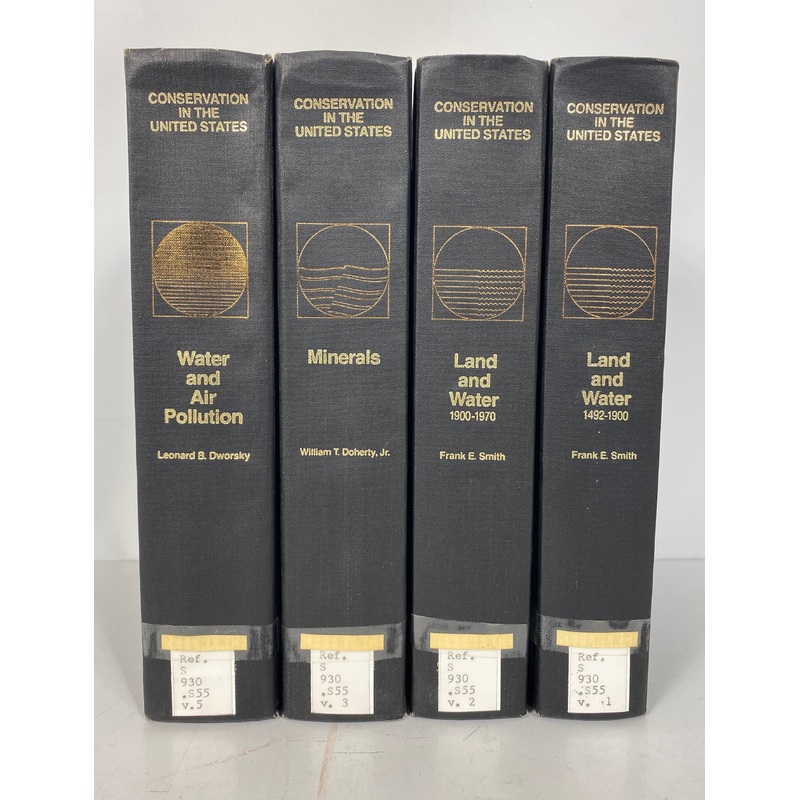 CONSERVATION
IN THE
UNITED STATES
Water
and
Air
Pollution
Leonard B. Dworsky
Ref.
S
930
.S55
v.5
CONSERVATION
IN THE
UNITED STATES
Minerals
William T. Doherty, Jr.
Ref.
S
930
.S55
v. 3
CONSERVATION
IN THE
UNITED STATES
Land
and
Water
1900-1970
Frank E. Smith
Ref.
S
930
.S55
v. 2
CONSERVATION
IN THE
UNITED STATES
Land
and
Water
1492-1900
Frank E. Smith
REFERENCE
Ref.
S
930
.S55
v. 1